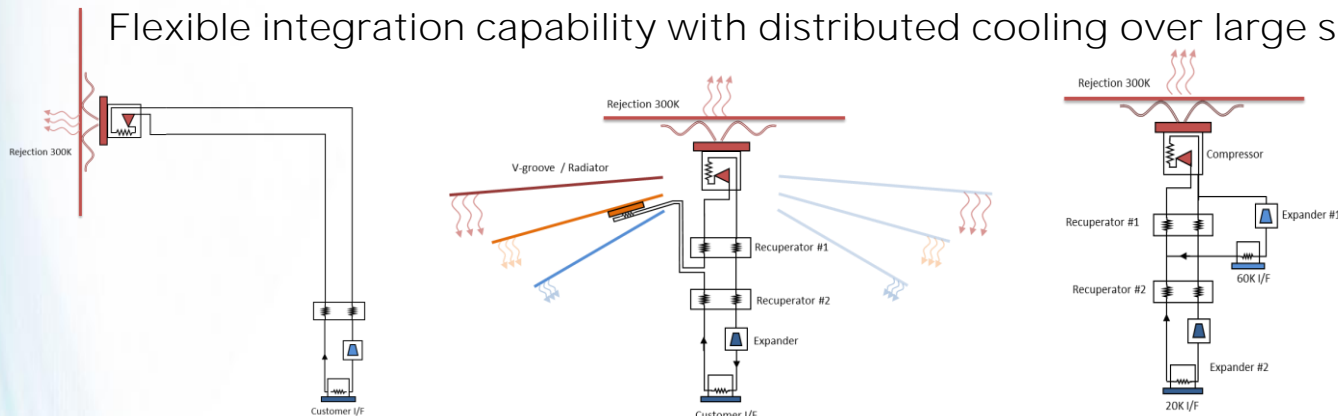 Flexible integration capability with distributed cooling over large s
Rejection 300K
Customer I/F
Rejection 300K
V-groove / Radiator
Recuperator #1
Recuperator #2
Expander
Customer I/F
Rejection 300K
Compressor
Expander #1
Recuperator #1
60K I/F
Recuperator #2
Expander #2
20K I/F